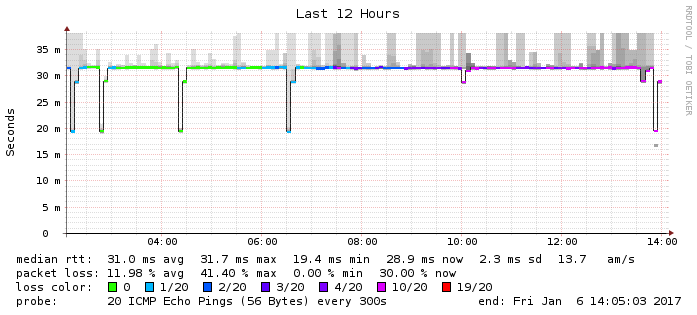 Last 12 Hours
RRDTOOL / TOBI OETIKER
Seconds
35 m
30 m
25 m
20 m
15 m
10 m
5 m
0
04:00 06:00 08:00 10:00 12:00 14:00
median rtt: 31.0 ms avg 31.7 ms max 19.4 ms min 28.9 ms now 2.3 ms sd 13.7 am/s
packet loss: 11.98 % avg 41.40 % max 0.00 % min 30.00 % now
loss color: 0 1/20 2/20 3/20 4/20 10/20 19/20
probe: 20 ICMP Echo Pings (56 Bytes) every 300s end: Fri Jan 6 14:05:03 2017